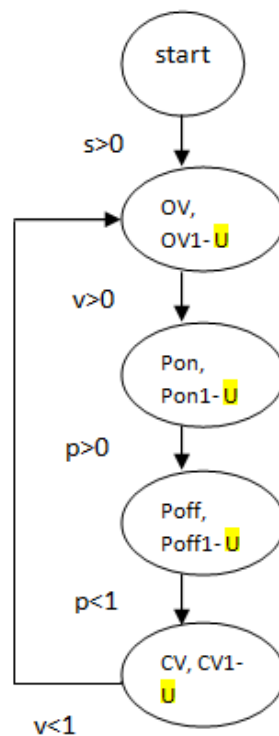 start
s>0
OV,
OV1- U
v>0
Pon,
Pon1- U
p>0
Poff,
Poff1- U
p<1
CV, CV1-
U
v<1